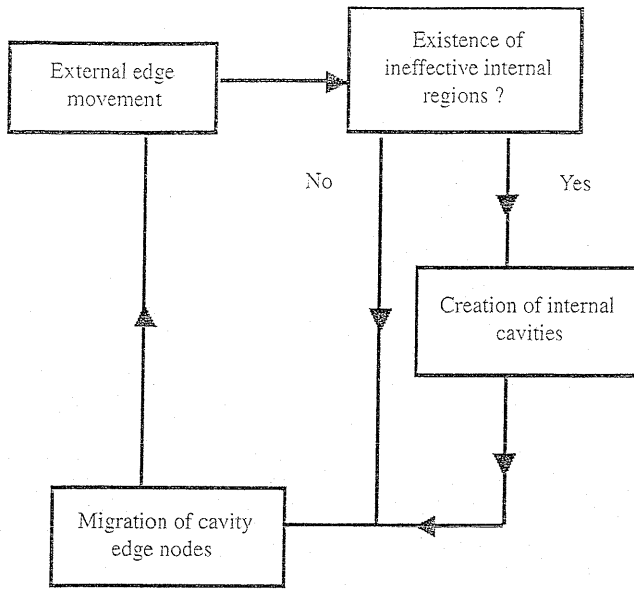 External edge
movement
Existence of
ineffective internal
regions ?
No
Yes
Creation of internal
cavities
Migration of cavity
edge nodes